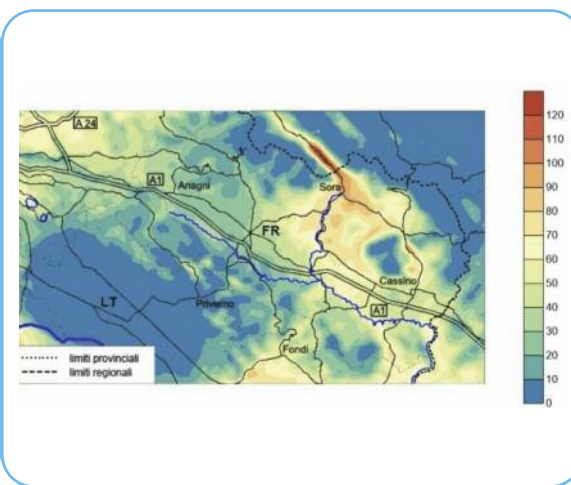 A 24
A1
Anagni
Sora
FR
Cassino
LT
Priverno
A1
Fondi
limiti provinciali
limiti regionali
120
110
100
90
80
70
60
50
40
30
20
10
0